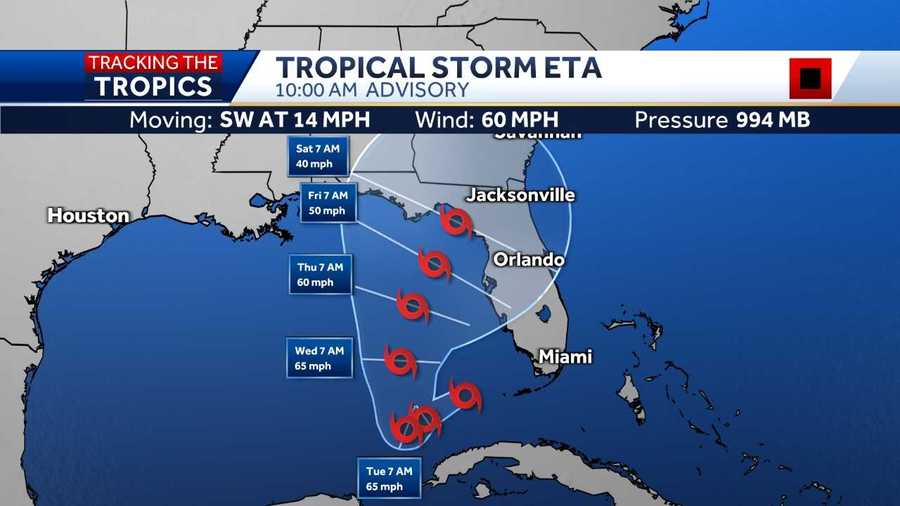 TRACKING THE
TROPICS
TROPICAL STORM ETA
10:00 AM ADVISORY
Moving: SW AT 14 MPH Wind: 60 MPH Pressure 994 MB
Savannah
Sat 7 AM
40 mph
Fri 7 AM
50 mph
Jacksonville
Houston
Orlando
Thu 7 AM
60 mph
Wed 7 AM
65 mph
Miami
Tue 7 AM
65 mph